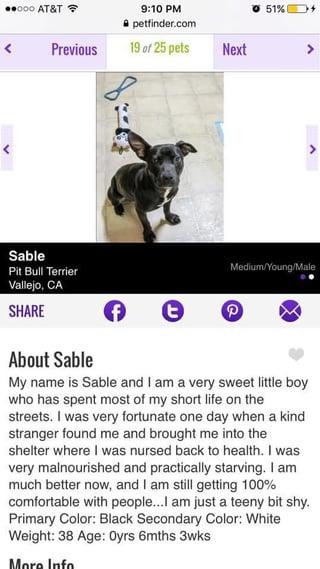 AT&T 9:10 PM 51%
petfinder.com
Previous 19 of 25 pets Next
Sable
Pit Bull Terrier
Vallejo, CA
Medium/Young/Male
SHARE
About Sable
My name is Sable and I am a very sweet little boy
who has spent most of my short life on the
streets. I was very fortunate one day when a kind
stranger found me and brought me into the
shelter where I was nursed back to health. I was
very malnourished and practically starving. I am
much better now, and I am still getting 100%
comfortable with people...I am just a teeny bit shy.
Primary Color: Black Secondary Color: White
Weight: 38 Age: 0yrs 6mths 3wks
More Info